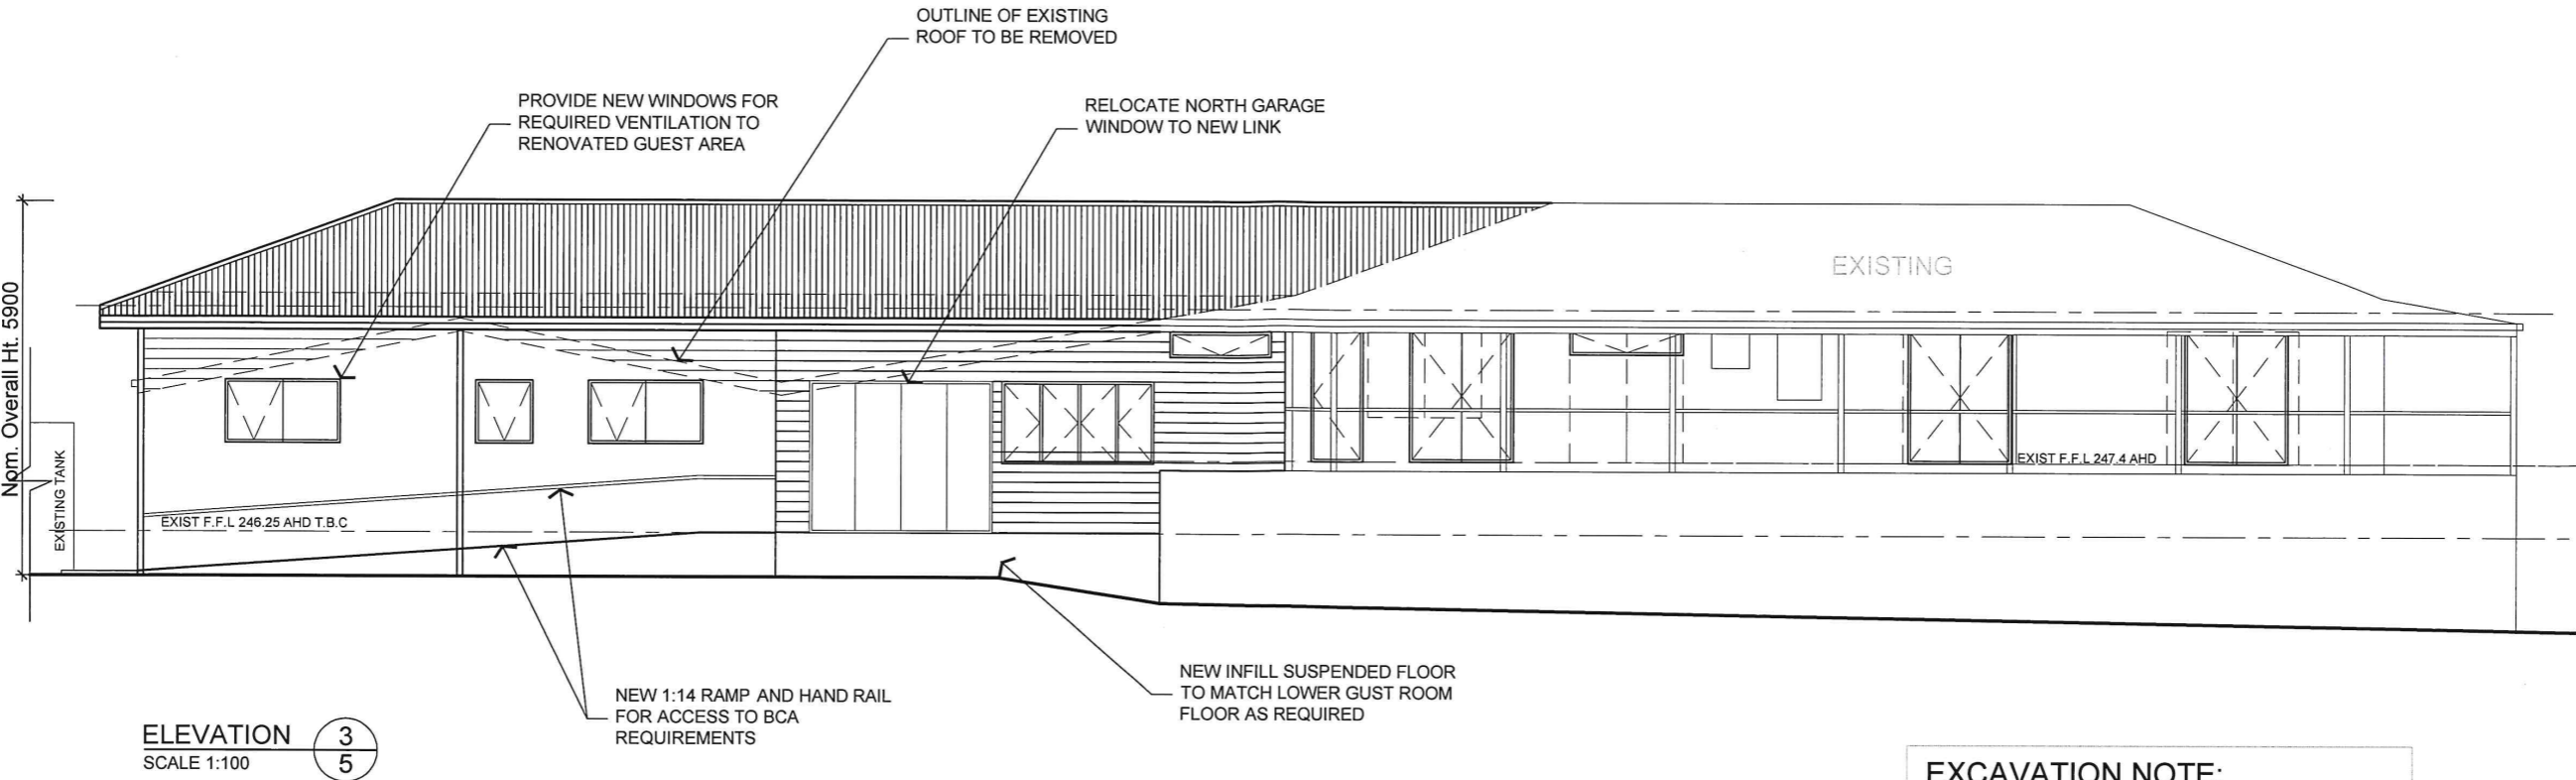 OUTLINE OF EXISTING
ROOF TO BE REMOVED
PROVIDE NEW WINDOWS FOR
REQUIRED VENTILATION TO
RENOVATED GUEST AREA
RELOCATE NORTH GARAGE
WINDOW TO NEW LINK
EXISTING
Nom. Overall Ht. 5900
EXISTING TANK
EXIST F.F.L 246.25 AHD T.B.C
EXIST F.F.L 247.4 AHD
NEW 1:14 RAMP AND HAND RAIL
FOR ACCESS TO BCA
REQUIREMENTS
NEW INFILL SUSPENDED FLOOR
TO MATCH LOWER GUST ROOM
FLOOR AS REQUIRED
ELEVATION 3
SCALE 1:100 5
EXCAVATION NOTE: